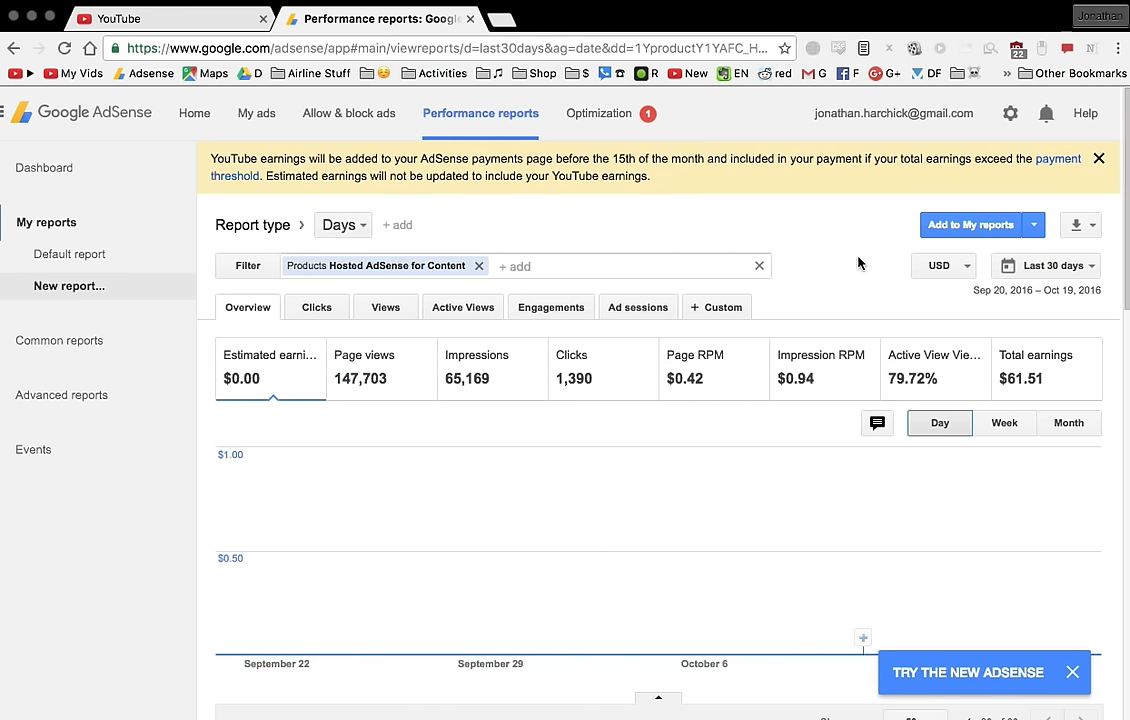 YouTube
Performance reports: Googl
Jonathan
https://www.google.com/adsense/app#main/viewreports/d=last30days&ag=date&dd=1YproductY1YAFC_H...
22
My Vids
Adsense
Maps
D
Airline Stuff
Activities
Shop
$
R
New
EN
red
G
F
G+
DF
»
Other Bookmarks
Google AdSense
Home
My ads
Allow & block ads
Performance reports
Optimization
1
jonathan.harchick@gmail.com
Help
Dashboard
My reports
Default report
New report...
Common reports
Advanced reports
Events
YouTube earnings will be added to your AdSense payments page before the 15th of the month and included in your payment if your total earnings exceed the payment
threshold. Estimated earnings will not be updated to include your YouTube earnings.
Report type › Days + add
Add to My reports
Filter
Products Hosted AdSense for Content
+ add
USD
Last 30 days
Sep 20, 2016 – Oct 19, 2016
Overview
Clicks
Views
Active Views
Engagements
Ad sessions
+ Custom
Estimated earni...
$0.00
Page views
147,703
Impressions
65,169
Clicks
1,390
Page RPM
$0.42
Impression RPM
$0.94
Active View Vie...
79.72%
Total earnings
$61.51
Day
Week
Month
$1.00
$0.50
September 22
September 29
October 6
TRY THE NEW ADSENSE